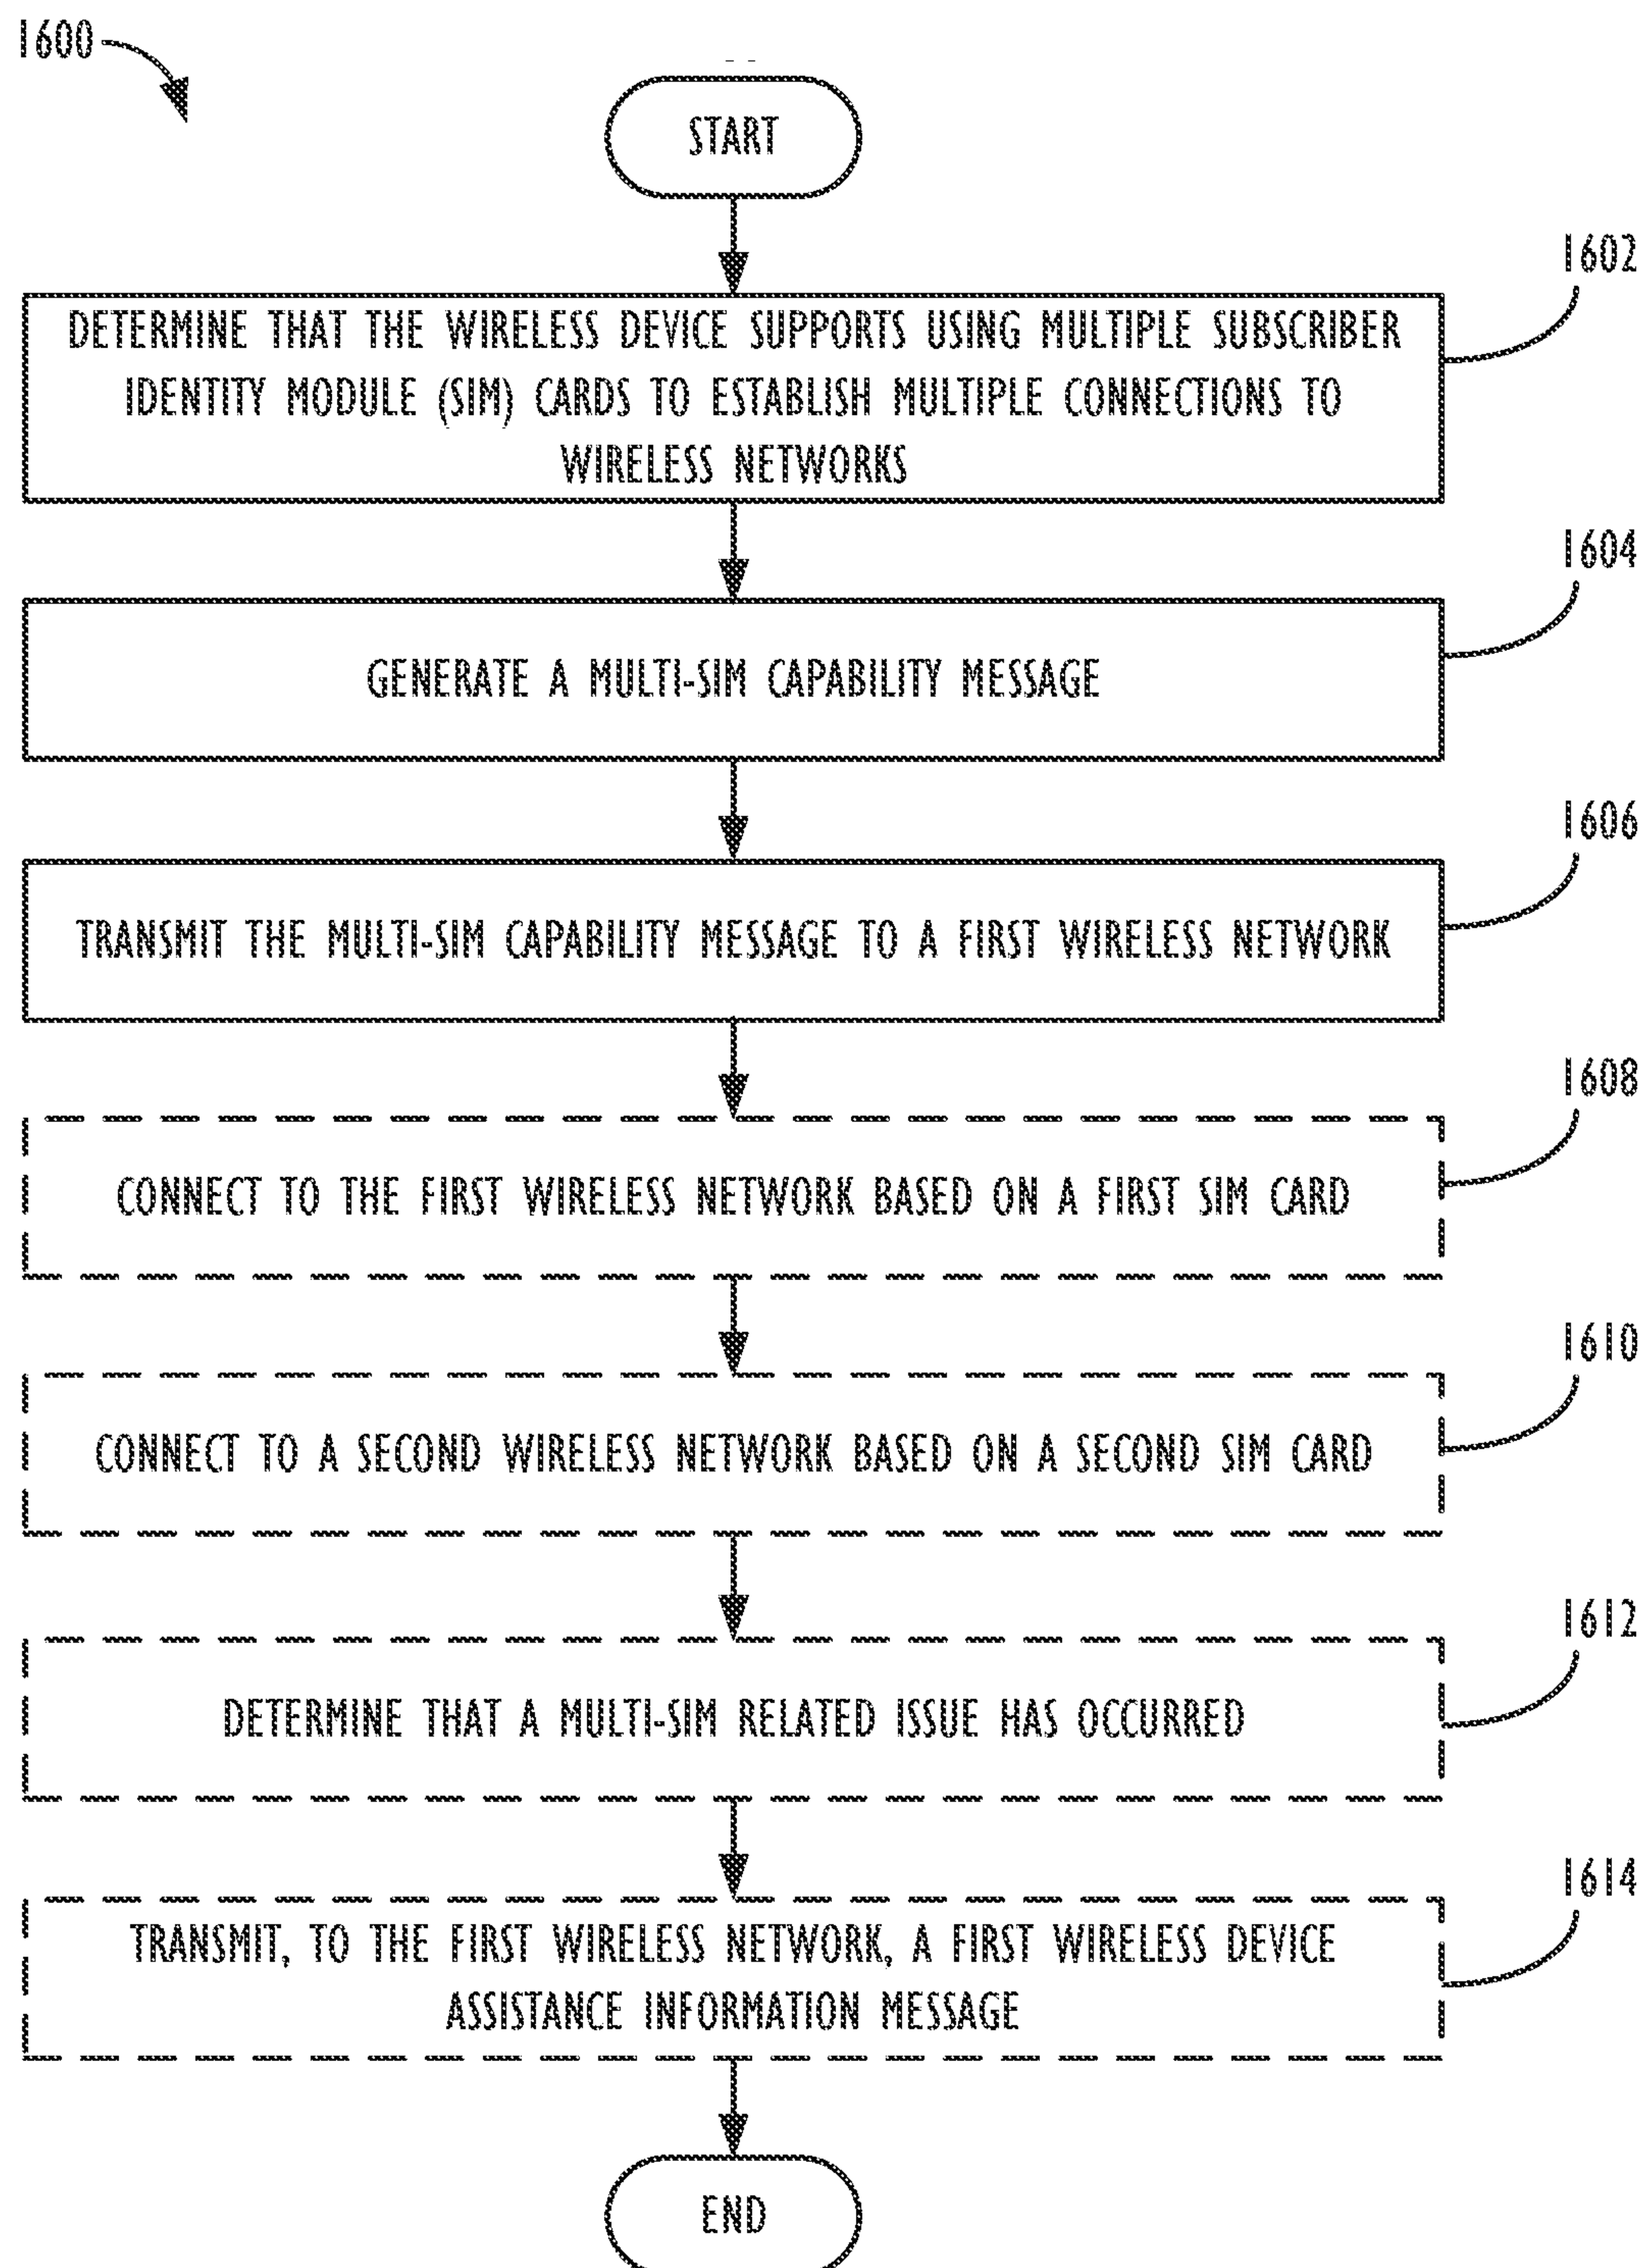 1600
START
1602
DETERMINE THAT THE WIRELESS DEVICE SUPPORTS USING MULTIPLE SUBSCRIBER
IDENTITY MODULE (SIM) CARDS TO ESTABLISH MULTIPLE CONNECTIONS TO
WIRELESS NETWORKS
1604
GENERATE A MULTI-SIM CAPABILITY MESSAGE
1606
TRANSMIT THE MULTI-SIM CAPABILITY MESSAGE TO A FIRST WIRELESS NETWORK
1608
CONNECT TO THE FIRST WIRELESS NETWORK BASED ON A FIRST SIM CARD
1610
CONNECT TO A SECOND WIRELESS NETWORK BASED ON A SECOND SIM CARD
1612
DETERMINE THAT A MULTI-SIM RELATED ISSUE HAS OCCURRED
1614
TRANSMIT, TO THE FIRST WIRELESS NETWORK, A FIRST WIRELESS DEVICE
ASSISTANCE INFORMATION MESSAGE
END